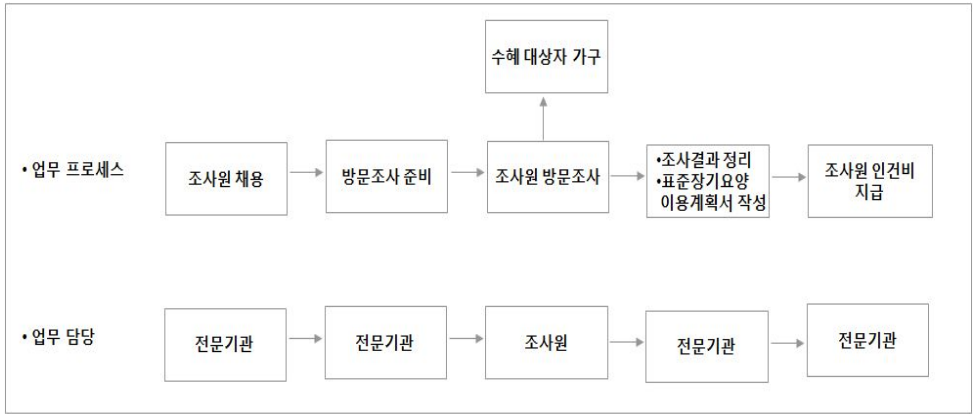 수혜 대상자 가구
• 업무 프로세스
조사원 채용
방문조사 준비
조사원 방문조사
•조사결과 정리
•표준장기요양
이용계획서 작성
조사원 인건비
지급
• 업무 담당
전문기관
전문기관
조사원
전문기관
전문기관